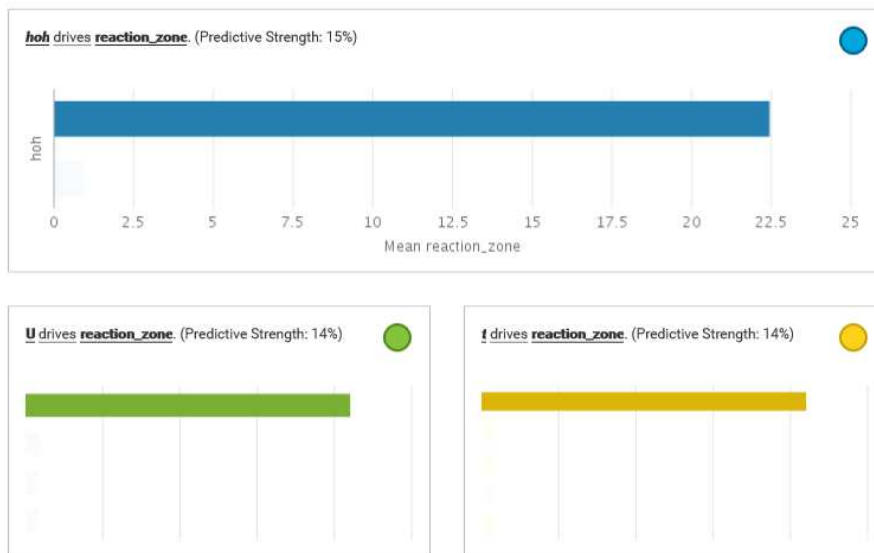 hoh drives reaction_zone. (Predictive Strength: 15%)
hoh
0 2.5 5 7.5 10 12.5 15 17.5 20 22.5 25
Mean reaction_zone
U drives reaction_zone. (Predictive Strength: 14%)
t drives reaction_zone. (Predictive Strength: 14%)